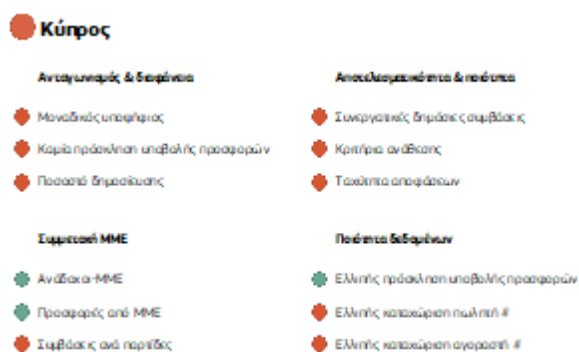 Κύπρος
Ανταγωνισμός & διαφάνεια
Μοναδικός υποψήφιος
Καμία πρόσκληση υποβολής προσφορών
Ποσοστό δημοσίευσης
Αποτελεσματικότητα & ποιότητα
Συνεργατικές δημόσιες συμβάσεις
Κριτήρια ανάθεσης
Ταχύτητα αποφάσεων
Συμμετοχή ΜΜΕ
Ανάδοχοι-ΜΜΕ
Προσφορές από ΜΜΕ
Συμβάσεις ανά παρτίδες
Ποιότητα δεδομένων
Ελλιπής πρόσκληση υποβολής προσφορών
Ελλιπής καταχώριση πωλητή #
Ελλιπής καταχώριση αγοραστή #